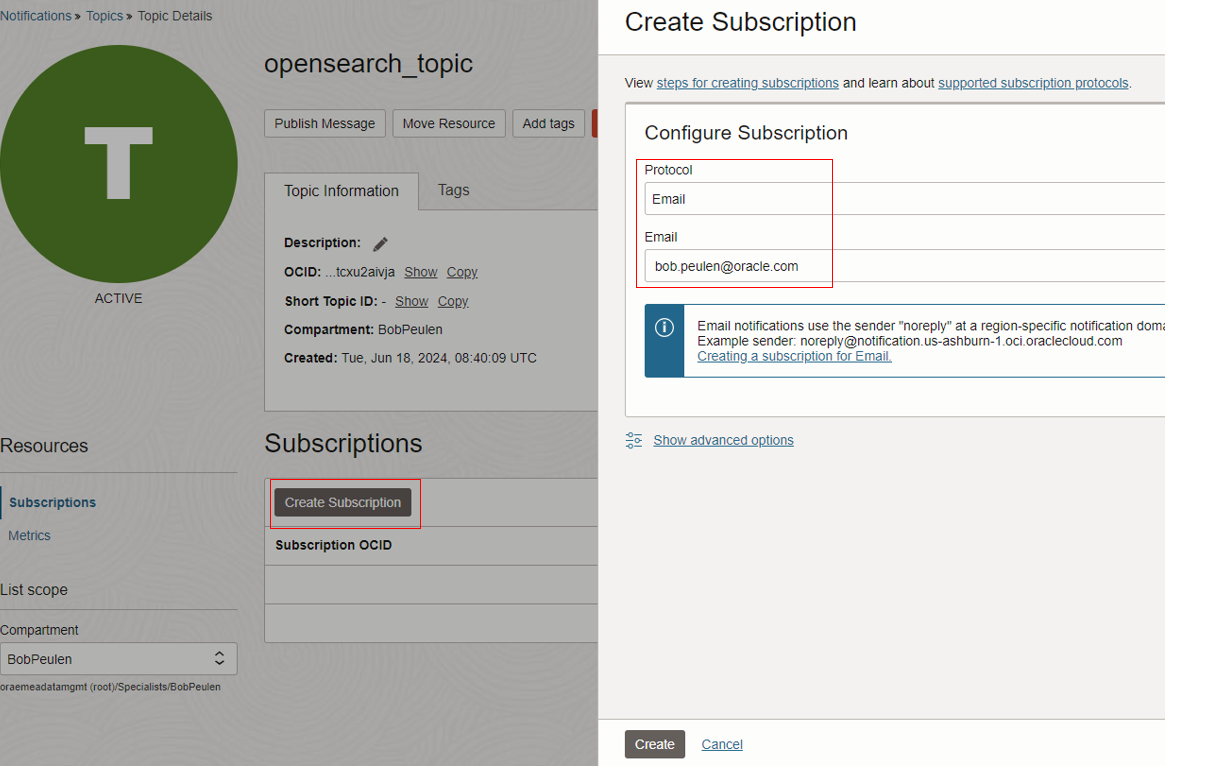 Notifications » Topics » Topic Details
T
ACTIVE
opensearch_topic
Publish Message Move Resource Add tags
Topic Information Tags
Description:
OCID: ...tcxu2aivja Show Copy
Short Topic ID: - Show Copy
Compartment: BobPeulen
Created: Tue, Jun 18, 2024, 08:40:09 UTC
Resources
Subscriptions
Metrics
List scope
Compartment
BobPeulen
oraemeadatamgmt (root)/Specialists/BobPeulen
Subscriptions
Create Subscription
Subscription OCID
Create Subscription
View steps for creating subscriptions and learn about supported subscription protocols.
Configure Subscription
Protocol
Email
Email
bob.peulen@oracle.com
Email notifications use the sender "noreply" at a region-specific notification doma
Example sender: noreply@notification.us-ashburn-1.oci.oraclecloud.com
Creating a subscription for Email.
Show advanced options
Create Cancel